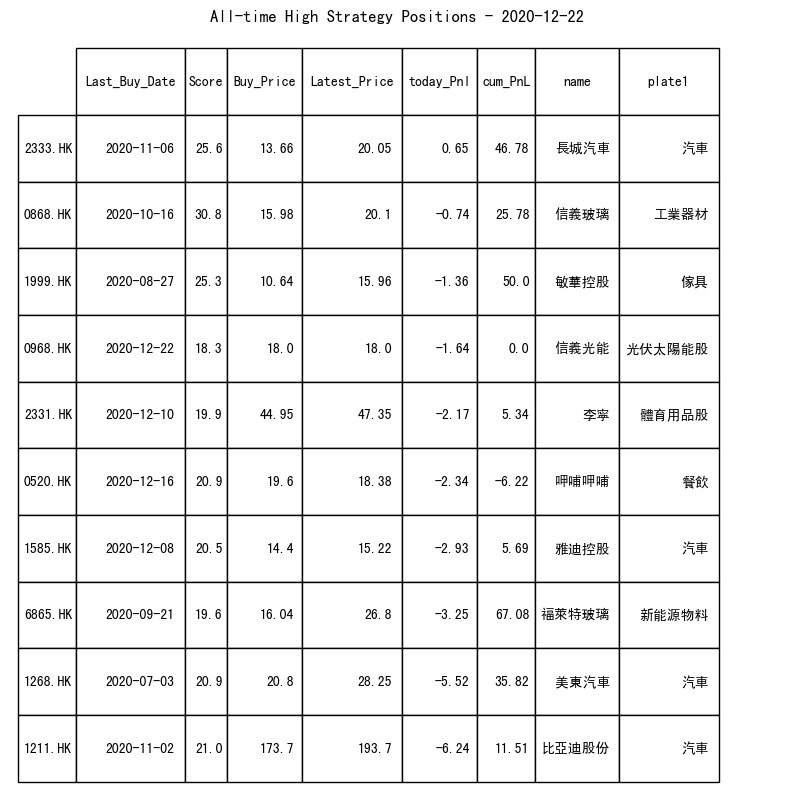 All-time High Strategy Positions - 2020-12-22
Last_Buy_Date Score Buy_Price Latest_Price today_Pnl cum_PnL name plate1
2333.HK 2020-11-06 25.6 13.66 20.05 0.65 46.78 長城汽車 汽車
0868.HK 2020-10-16 30.8 15.98 20.1 -0.74 25.78 信義玻璃 工業器材
1999.HK 2020-08-27 25.3 10.64 15.96 -1.36 50.0 敏華控股 傢具
0968.HK 2020-12-22 18.3 18.0 18.0 -1.64 0.0 信義光能 光伏太陽能股
2331.HK 2020-12-10 19.9 44.95 47.35 -2.17 5.34 李寧 體育用品股
0520.HK 2020-12-16 20.9 19.6 18.38 -2.34 -6.22 呷哺呷哺 餐飲
1585.HK 2020-12-08 20.5 14.4 15.22 -2.93 5.69 雅迪控股 汽車
6865.HK 2020-09-21 19.6 16.04 26.8 -3.25 67.08 福萊特玻璃 新能源物料
1268.HK 2020-07-03 20.9 20.8 28.25 -5.52 35.82 美東汽車 汽車
1211.HK 2020-11-02 21.0 173.7 193.7 -6.24 11.51 比亞迪股份 汽車